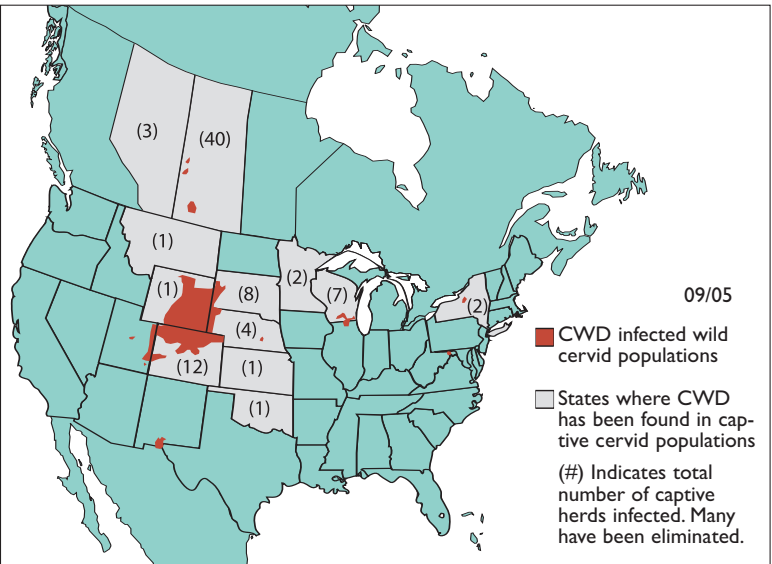 (3)
(40)
(1)
(1)
(8)
(2)
(7)
(2)
(4)
(12)
(1)
(1)
09/05
CWD infected wild
cervid populations
States where CWD
has been found in cap-
tive cervid populations
(#) Indicates total
number of captive
herds infected. Many
have been eliminated.